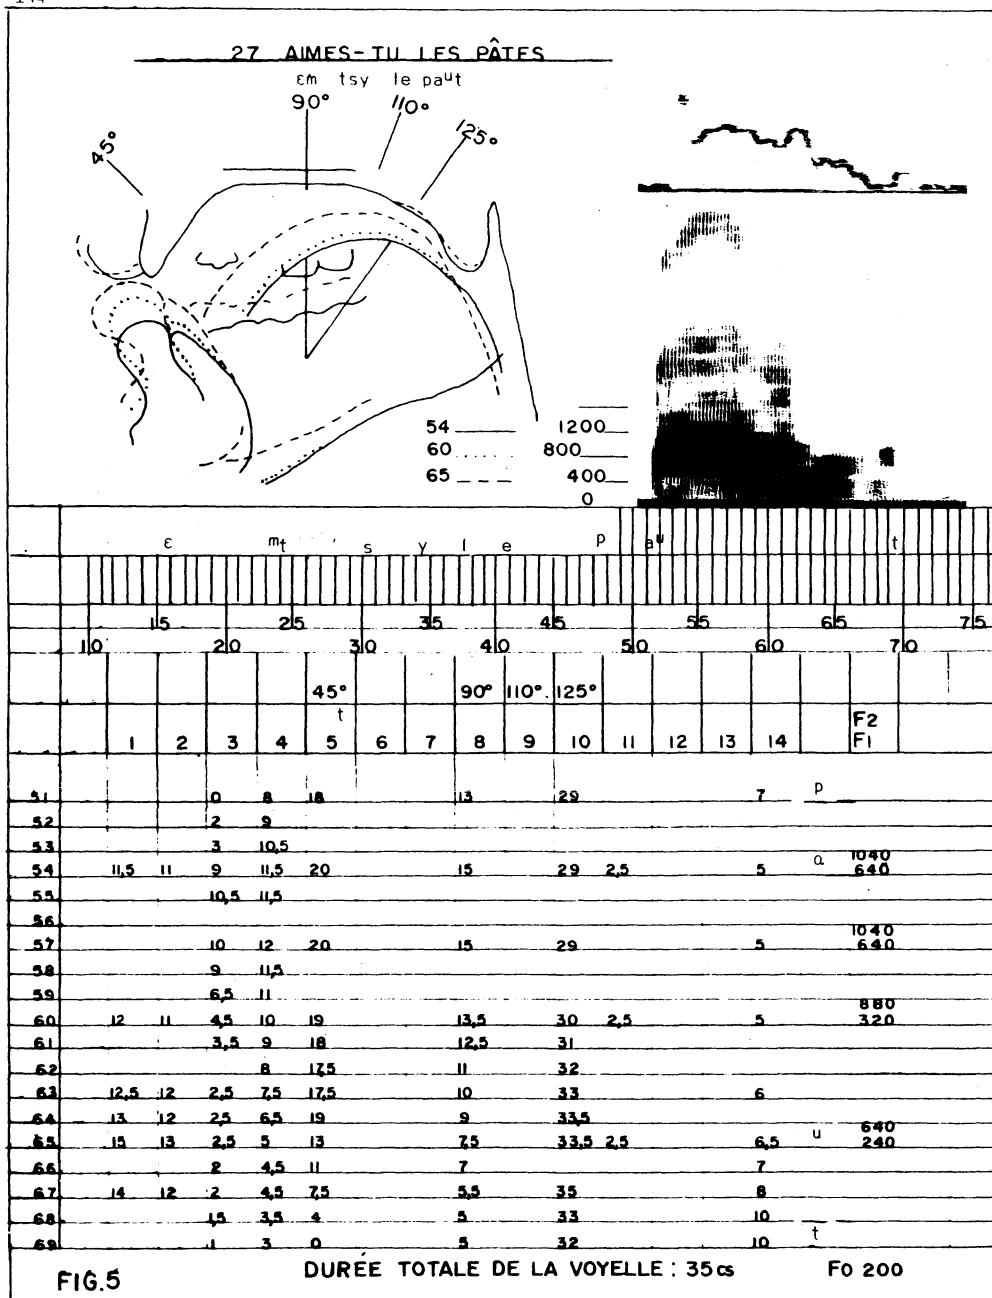 27 AIMES-TU LES PÂTES
ɛm tsy le paᵘt
45° 90° 110° 125°
54 1200
60 800
65 400
0
ɛ mt ' s y l e p aᵘ t
15 25 35 45 55 65 75
10 20 30 40 50 60 70
45° 90° 110° 125°
t F2
1 2 3 4 5 6 7 8 9 10 11 12 13 14 F1
51 0 8 18 13 29 7 p
52 2 9
53 3 10,5
1040
54 11,5 11 9 11,5 20 15 29 2,5 5 a 640
55 10,5 11,5
56
1040
57 10 12 20 15 29 5 640
58 9 11,5
59 6,5 11
880
60 12 11 4,5 10 19 13,5 30 2,5 5 320
61 3,5 9 18 12,5 31
62 8 17,5 11 32
63 12,5 12 2,5 7,5 17,5 10 33 6
64 13 12 2,5 6,5 19 9 33,5
640
65 15 13 2,5 5 13 7,5 33,5 2,5 6,5 u 240
66 2 4,5 11 7 7
67 14 12 2 4,5 7,5 5,5 35 8
68 1,5 3,5 4 5 33 10
69 1 3 0 5 32 10 t
FIG.5 DURÉE TOTALE DE LA VOYELLE : 35 cs FO 200